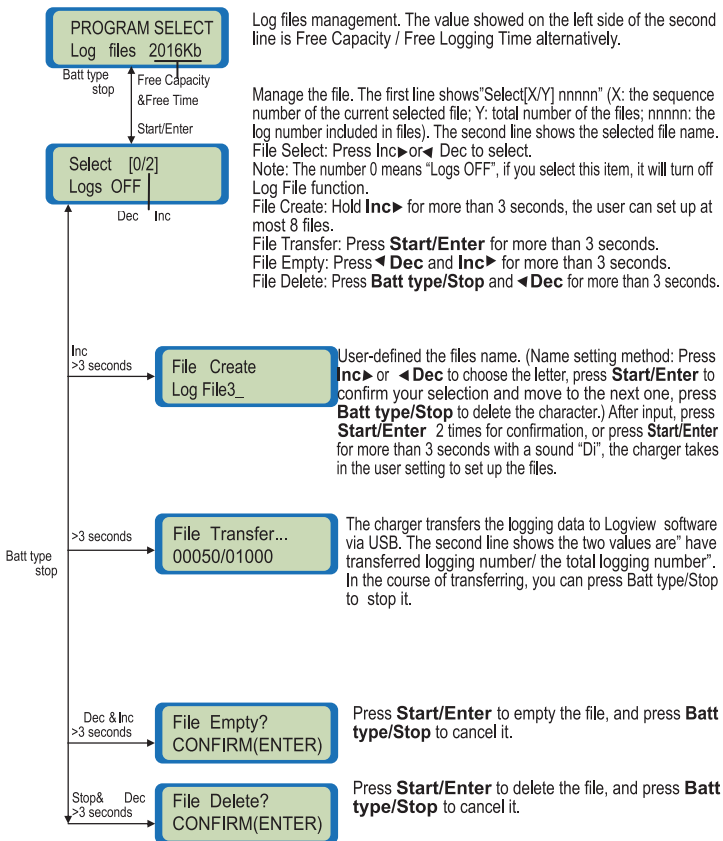 PROGRAM SELECT
Log files 2016Kb
Log files management. The value showed on the left side of the second
line is Free Capacity / Free Logging Time alternatively.
Batt type
stop
Free Capacity
&Free Time
Start/Enter
Manage the file. The first line shows"Select[X/Y] nnnnn" (X: the sequence
number of the current selected file; Y: total number of the files; nnnnn: the
log number included in files). The second line shows the selected file name.
File Select: Press Inc▶or◀ Dec to select.
Note: The number 0 means "Logs OFF", if you select this item, it will turn off
Log File function.
File Create: Hold Inc▶ for more than 3 seconds, the user can set up at
most 8 files.
File Transfer: Press Start/Enter for more than 3 seconds.
File Empty: Press◀ Dec and Inc▶ for more than 3 seconds.
File Delete: Press Batt type/Stop and ◀Dec for more than 3 seconds.
Select [0/2]
Logs OFF
Dec Inc
Inc
>3 seconds
File Create
Log File3_
User-defined the files name. (Name setting method: Press
Inc▶ or ◀Dec to choose the letter, press Start/Enter to
confirm your selection and move to the next one, press
Batt type/Stop to delete the character.) After input, press
Start/Enter 2 times for confirmation, or press Start/Enter
for more than 3 seconds with a sound "Di", the charger takes
in the user setting to set up the files.
>3 seconds
File Transfer...
00050/01000
The charger transfers the logging data to Logview software
via USB. The second line shows the two values are" have
transferred logging number/ the total logging number".
In the course of transferring, you can press Batt type/Stop
to stop it.
Batt type
stop
Dec &Inc
>3 seconds
File Empty?
CONFIRM(ENTER)
Press Start/Enter to empty the file, and press Batt
type/Stop to cancel it.
Stop& Dec
>3 seconds
File Delete?
CONFIRM(ENTER)
Press Start/Enter to delete the file, and press Batt
type/Stop to cancel it.